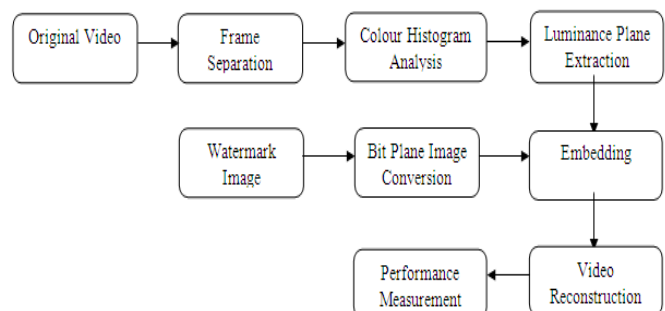 Original Video
Frame
Separation
Colour Histogram
Analysis
Luminance Plane
Extraction
Watermark
Image
Bit Plane Image
Conversion
Embedding
Performance
Measurement
Video
Reconstruction